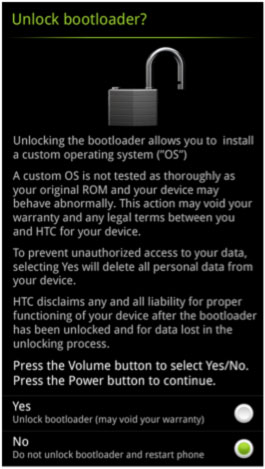 Unlock bootloader?
Unlocking the bootloader allows you to install
a custom operating system ("OS")
A custom OS is not tested as thoroughly as
your original ROM and your device may
behave abnormally. This action may void your
warranty and any legal terms between you
and HTC for your device.
To prevent unauthorized access to your data,
selecting Yes will delete all personal data from
your device.
HTC disclaims any and all liability for proper
functioning of your device after the bootloader
has been unlocked and for data lost in the
unlocking process.
Press the Volume button to select Yes/No.
Press the Power button to continue.
Yes
Unlock bootloader (may void your warranty)
No
Do not unlock bootloader and restart phone